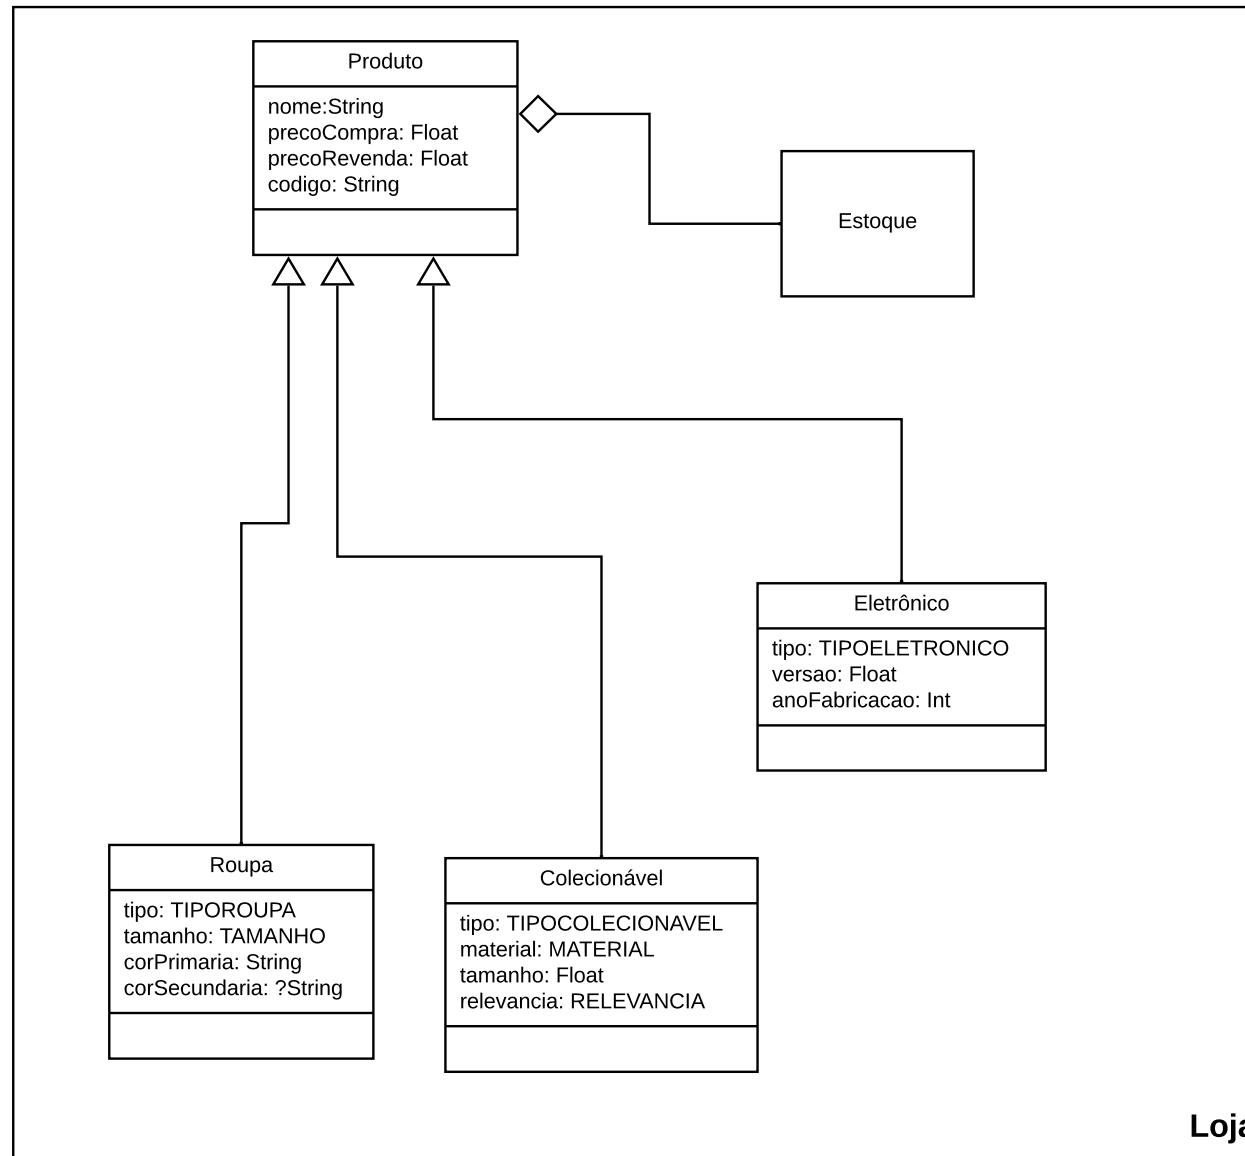 Produto
nome:String
precoCompra: Float
precoRevenda: Float
codigo: String
Estoque
Eletrônico
tipo: TIPOELETRONICO
versao: Float
anoFabricacao: Int
Roupa
tipo: TIPOROUPA
tamanho: TAMANHO
corPrimaria: String
corSecundaria: ?String
Colecionável
tipo: TIPOCOLECIONAVEL
material: MATERIAL
tamanho: Float
relevancia: RELEVANCIA
Loja